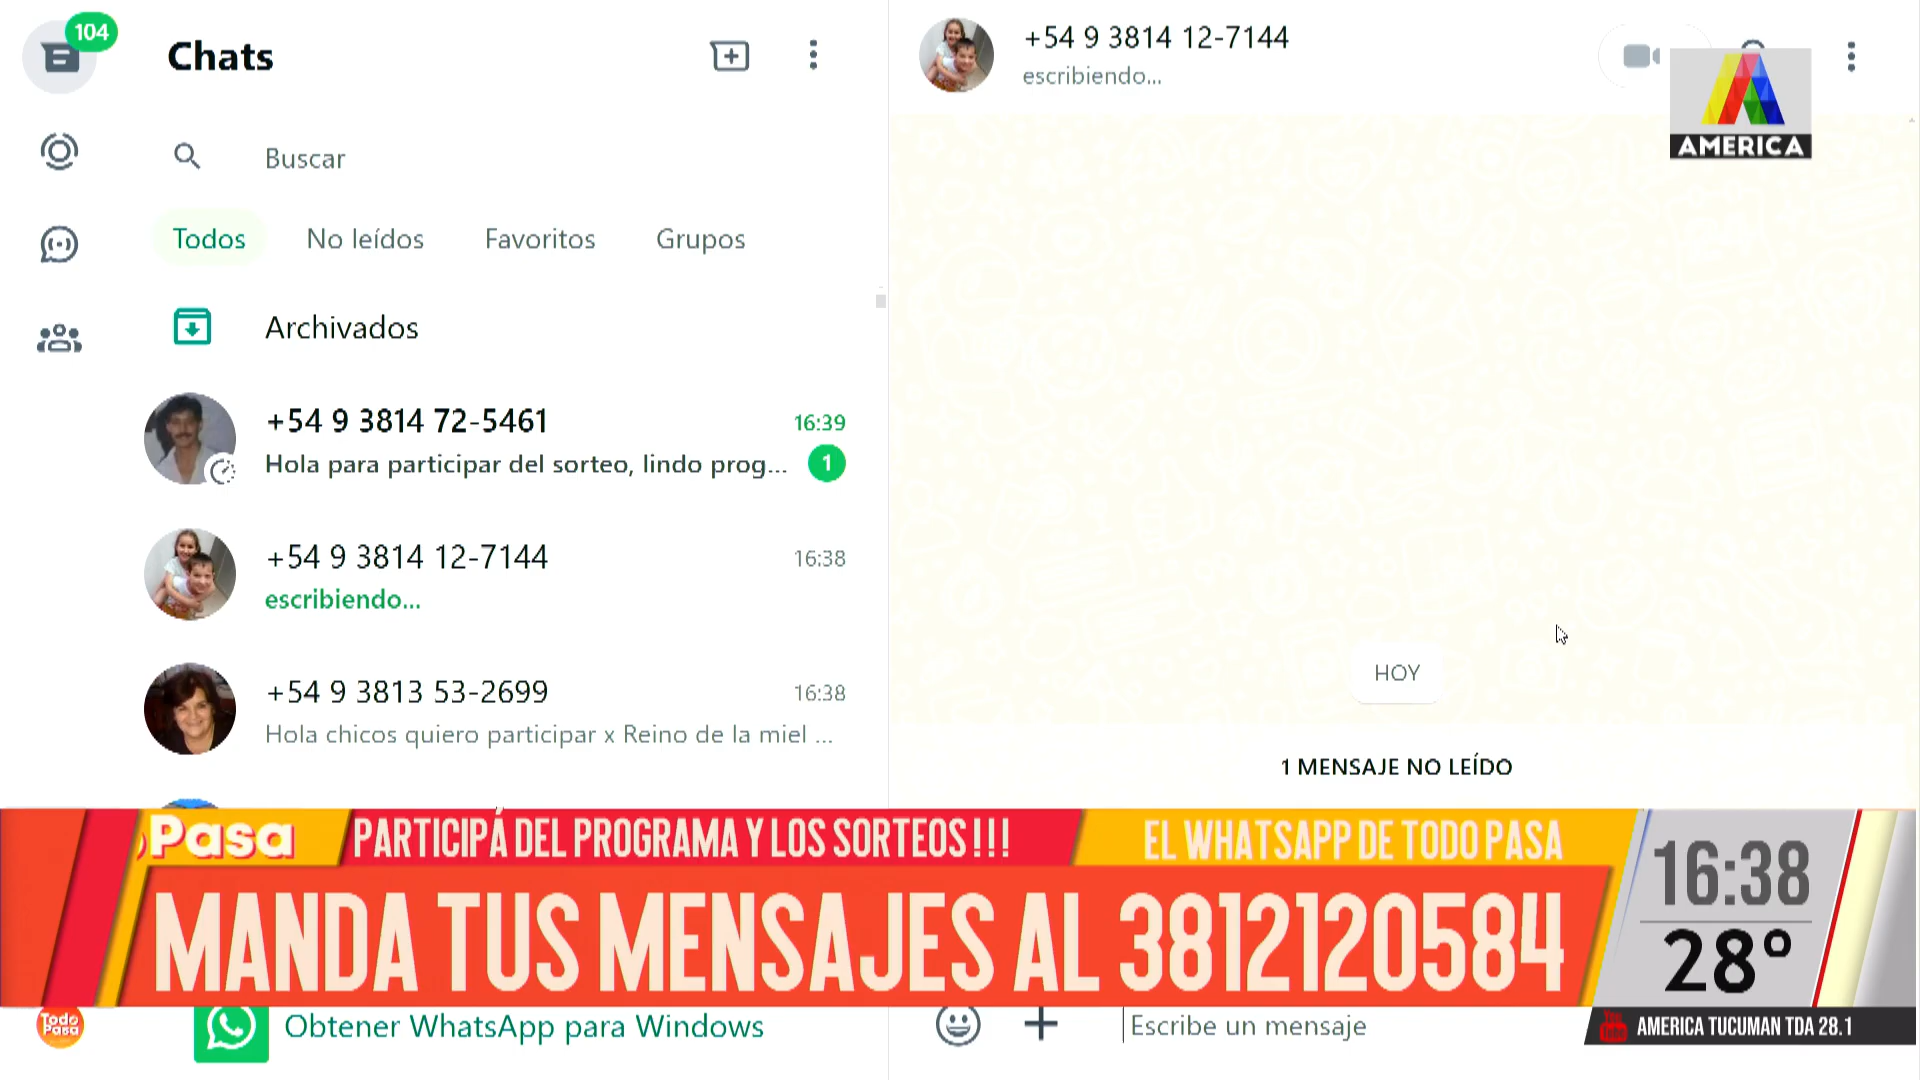 104
Chats
Buscar
Todos
No leídos
Favoritos
Grupos
Archivados
+54 9 3814 72-5461
16:39
Hola para participar del sorteo, lindo prog...
1
+54 9 3814 12-7144
16:38
escribiendo...
+54 9 3813 53-2699
16:38
Hola chicos quiero participar x Reino de la miel ...
+54 9 3814 12-7144
escribiendo...
AMERICA
HOY
1 MENSAJE NO LEÍDO
Pasa
PARTICIPÁ DEL PROGRAMA Y LOS SORTEOS!!!
EL WHATSAPP DE TODO PASA
MANDA TUS MENSAJES AL 3812120584
16:38
28°
Todo
Pasa
Obtener WhatsApp para Windows
Escribe un mensaje
You
Tube
AMERICA TUCUMAN TDA 28.1